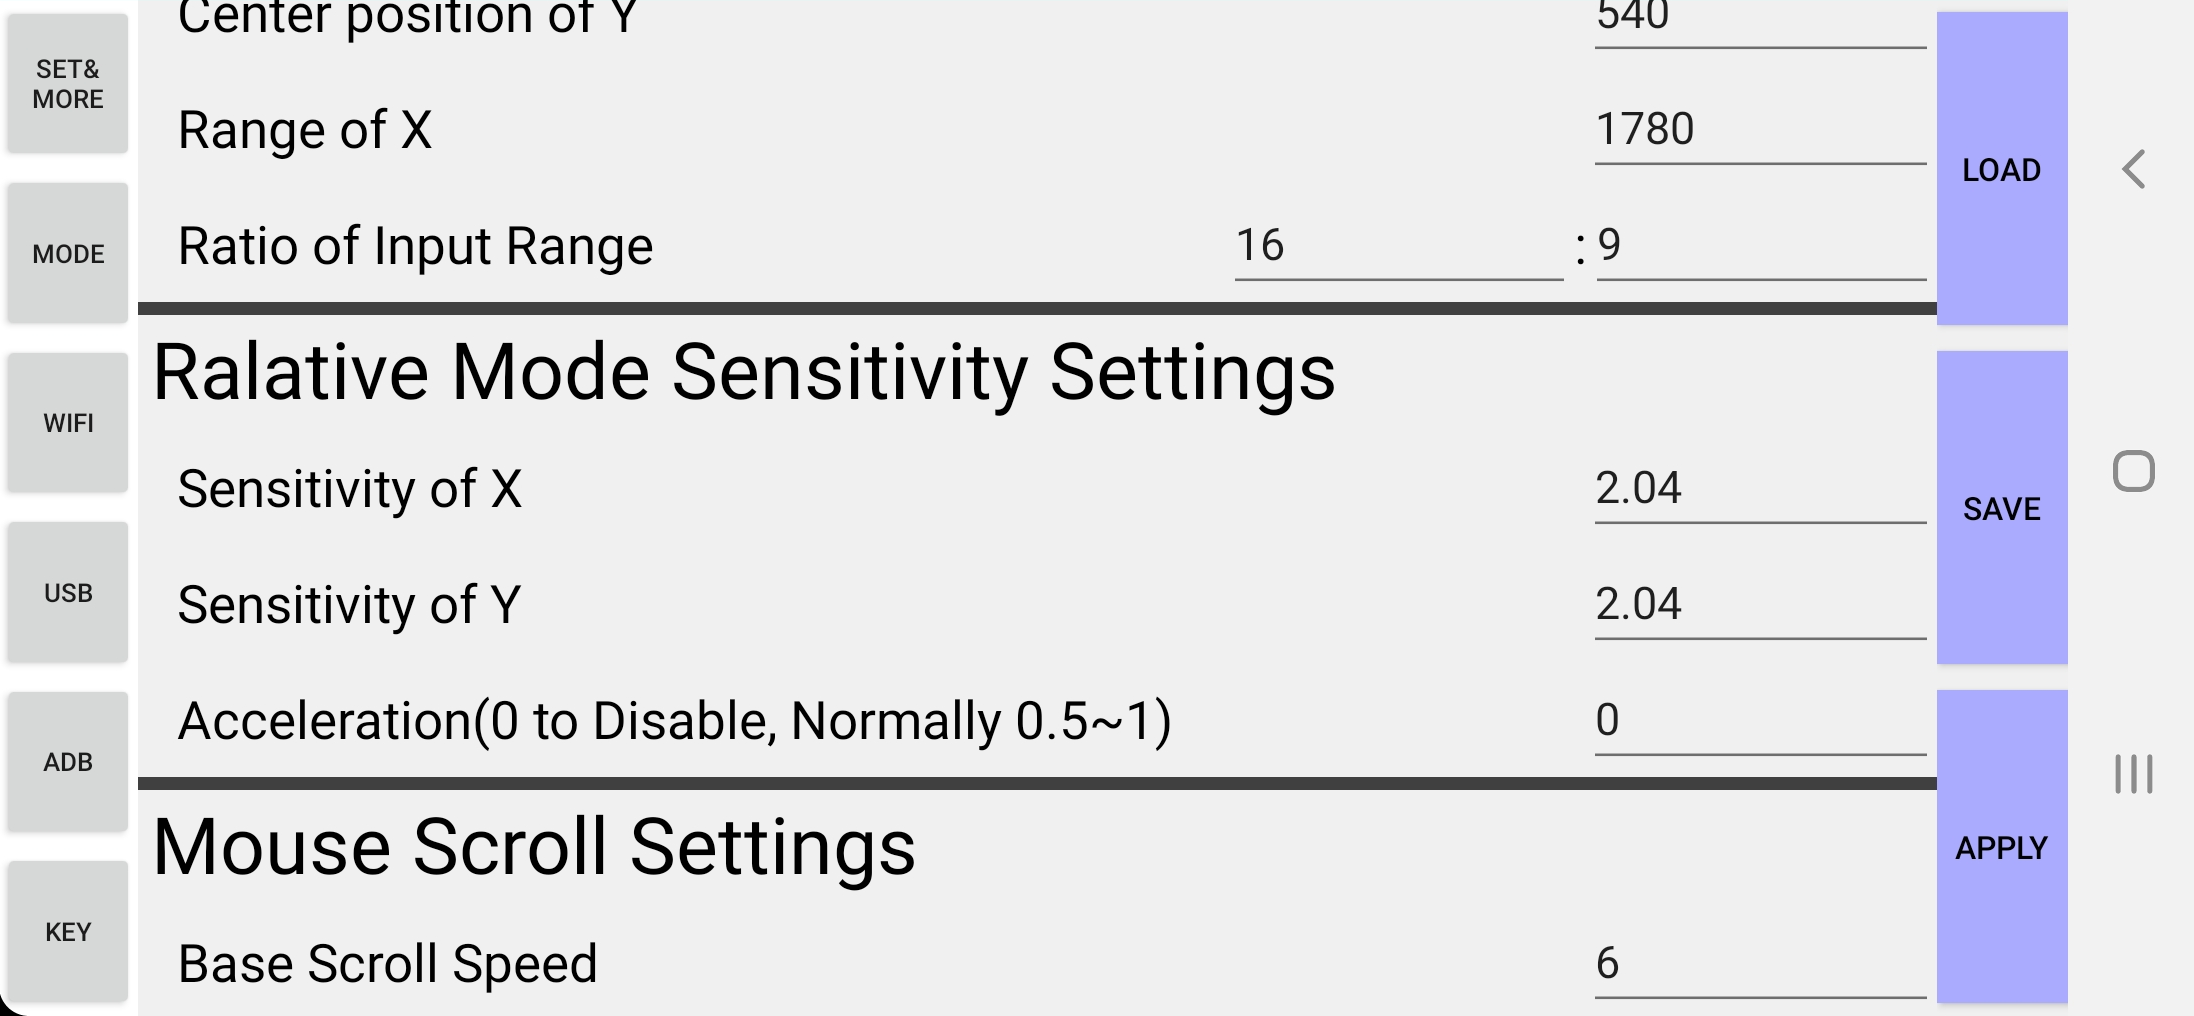 SET&
MORE
MODE
WIFI
USB
ADB
KEY
Center position of Y 540
Range of X 1780
Ratio of Input Range 16 : 9
Ralative Mode Sensitivity Settings
Sensitivity of X 2.04
Sensitivity of Y 2.04
Acceleration(0 to Disable, Normally 0.5~1) 0
Mouse Scroll Settings
Base Scroll Speed 6
LOAD
SAVE
APPLY